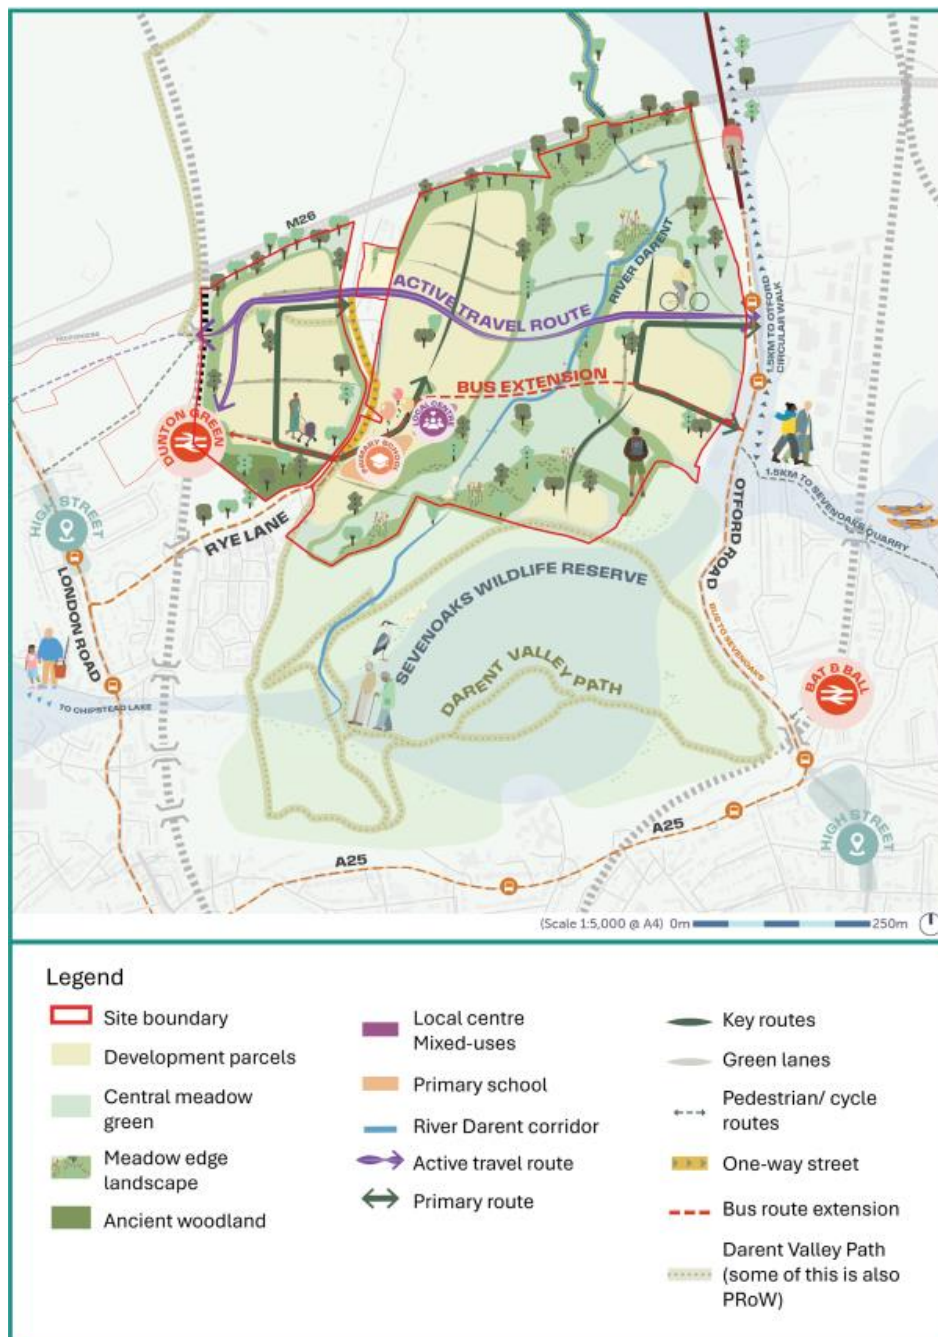 M26
ACTIVE TRAVEL ROUTE
RIVER DARENT
1.5KM TO OTFORD
CIRCULAR WALK
BUS EXTENSION
LOCAL CENTRE
PRIMARY SCHOOL
DUNTON GREEN
HIGH STREET
RYE LANE
LONDON ROAD
OTFORD ROAD
1.5KM TO SEVENOAKS QUARRY
SEVENOAKS WILDLIFE RESERVE
BUS TO SEVENOAKS
DARENT VALLEY PATH
BAT & BALL
TO CHIPSTEAD LAKE
A25
A25
HIGH STREET
(Scale 1:5,000 @ A4) 0m 250m
Legend
Site boundary
Development parcels
Central meadow
green
Meadow edge
landscape
Ancient woodland
Local centre
Mixed-uses
Primary school
River Darent corridor
Active travel route
Primary route
Key routes
Green lanes
Pedestrian/ cycle
routes
One-way street
Bus route extension
Darent Valley Path
(some of this is also
PRoW)